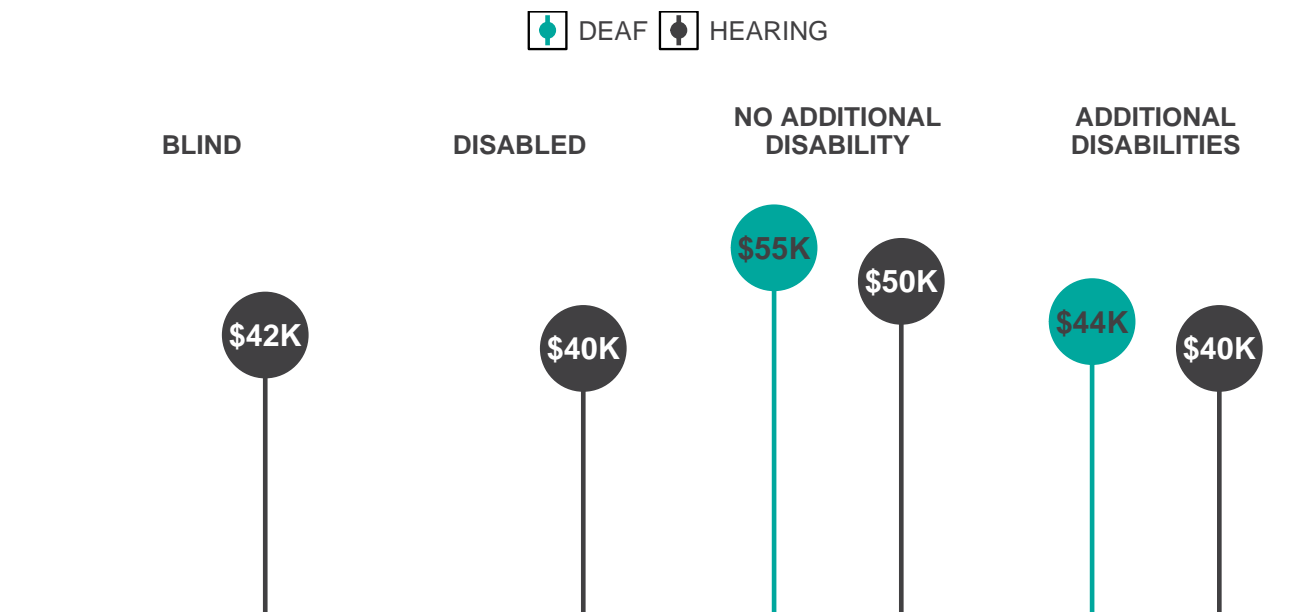 DEAF HEARING
BLIND
DISABLED
NO ADDITIONAL
DISABILITY
ADDITIONAL
DISABILITIES
$42K
$40K
$55K
$50K
$44K
$40K